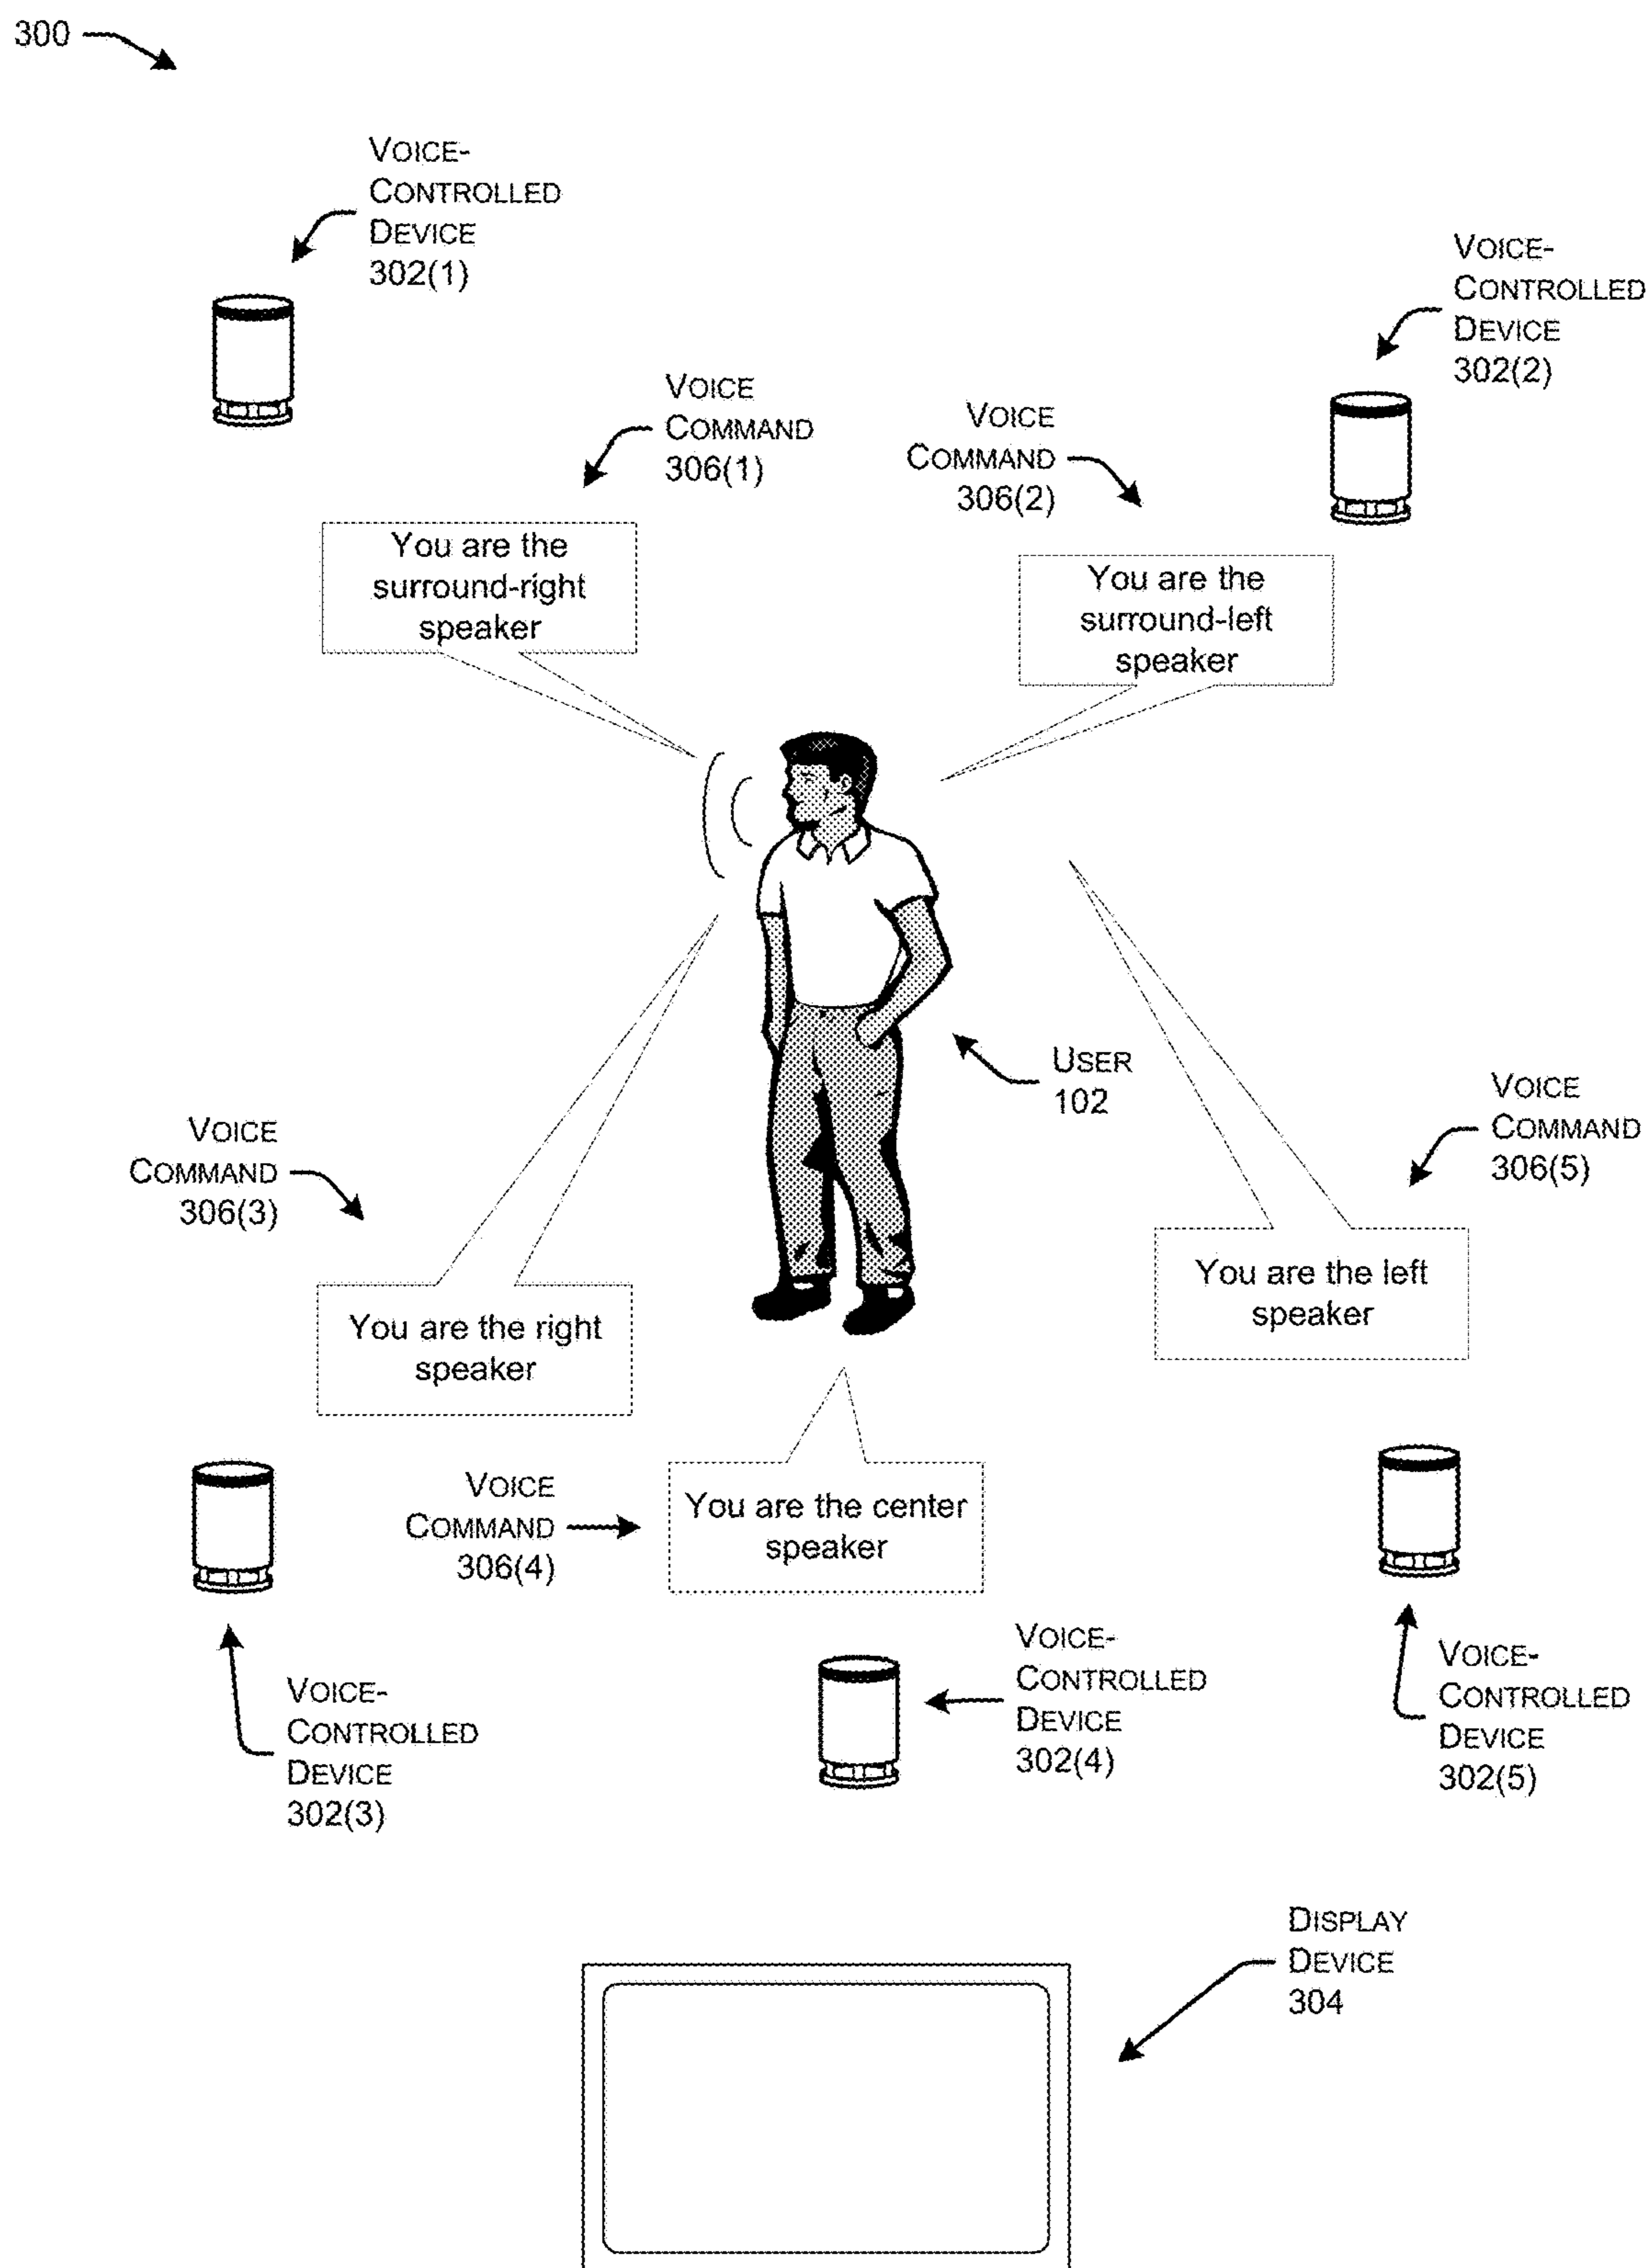 300
VOICE-
CONTROLLED
DEVICE
302(1)
VOICE-
CONTROLLED
DEVICE
302(2)
VOICE
COMMAND
306(1)
VOICE
COMMAND
306(2)
You are the
surround-right
speaker
You are the
surround-left
speaker
USER
102
VOICE
COMMAND
306(3)
VOICE
COMMAND
306(5)
You are the right
speaker
You are the left
speaker
VOICE
COMMAND
306(4)
You are the center
speaker
VOICE-
CONTROLLED
DEVICE
302(3)
VOICE-
CONTROLLED
DEVICE
302(4)
VOICE-
CONTROLLED
DEVICE
302(5)
DISPLAY
DEVICE
304